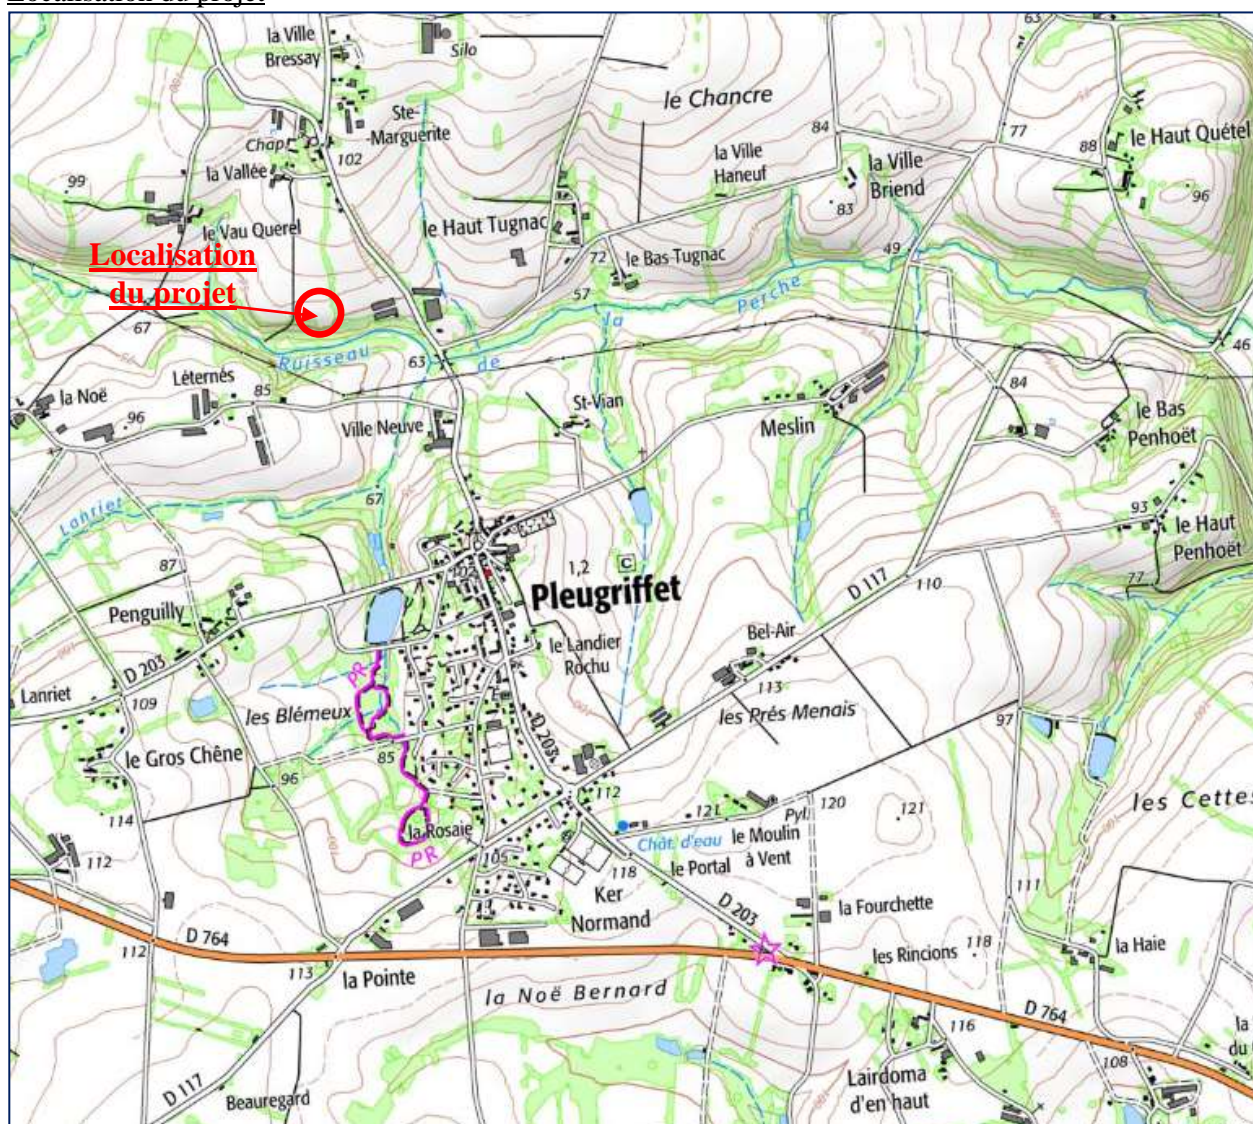 Localisation du projet
63
la Ville
Bressay
Silo
le Chancre
Ste-
Marguerite
Chap.
102
la Vallée
84
77
88
le Haut Quétel
la Ville
Haneuf
la Ville
Briend
99
96
83
le Vau Querel
le Haut Tugnac
49
72
le Bas Tugnac
Localisation
du projet
57
la
Perche
67
Ruisseau
63
de
46
Léternés
85
84
la Noë
96
St-Vian
Ville Neuve
Meslin
le Bas
Penhoët
67
Lanriet
93
le Haut
Penhoët
87
1,2
C
Pleugriffet
D 117
110
77
Penguilly
le Landier
Rochu
Bel-Air
D 203
PR
Lanriet
109
les Blémeux
113
les Prés Menais
97
le Gros Chêne
85
D 203
96
112
121
120
121
les Cettes
114
Pyl.
la Rosaie
Chât. d'eau
le Moulin
à Vent
PR
105
118
le Portal
112
111
Ker
Normand
D 203
la Fourchette
D 764
112
les Rincions
118
la Haie
113
la Pointe
la Noë Bernard
D 764
116
la
108
D 117
Lairdoma
d'en haut
Beauregard